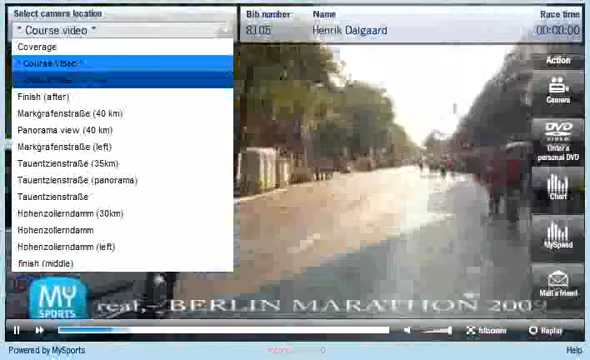 Select camera location
* Course video *
Bib number
Name
Race time
8105
Henrik Dalgaard
00:00:00
Coverage
* Course video *
Finish (after)
Markgrafenstraße (40 km)
Panorama view (40 km)
Markgrafenstraße (left)
Tauentzienstraße (35km)
Tauentzienstraße (panorama)
Tauentzienstraße
Hohenzollerndamm (30km)
Hohenzollerndamm
Hohenzollerndamm (left)
finish (middle)
Action
Camera
DVD
Order a
personal DVD
Chart
MySpeed
Mail a friend
MY
SPORTS
real,- BERLIN MARATHON 2009
fullscreen
Replay
Powered by MySports
Help